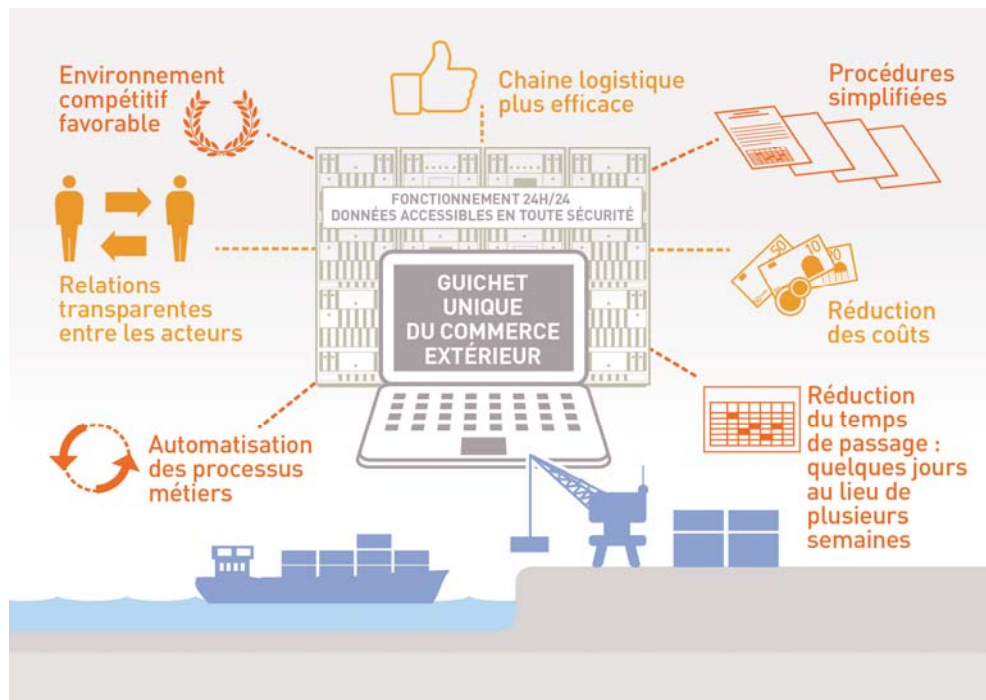 Environnement
compétitif
favorable
Chaine logistique
plus efficace
Procédures
simplifiées
FONCTIONNEMENT 24H/24
DONNÉES ACCESSIBLES EN TOUTE SÉCURITÉ
Relations
transparentes
entre les acteurs
GUICHET
UNIQUE
DU COMMERCE
EXTÉRIEUR
50
10
Réduction
des coûts
Automatisation
des processus
métiers
Réduction
du temps
de passage :
quelques jours
au lieu de
plusieurs
semaines